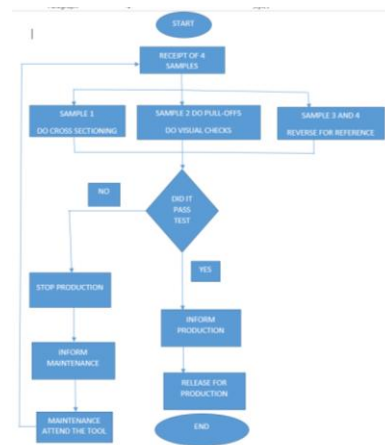 START
RECEIPT OF 4
SAMPLES
SAMPLE 1
DO CROSS SECTIONING
SAMPLE 2 DO PULL-OFFS
DO VISUAL CHECKS
SAMPLE 3 AND 4
REVERSE FOR REFERENCE
NO
DID IT
PASS
TEST
YES
STOP PRODUCTION
INFORM
PRODUCTION
INFORM
MAINTENANCE
RELEASE FOR
PRODUCTION
MAINTENANCE
ATTEND THE TOOL
END